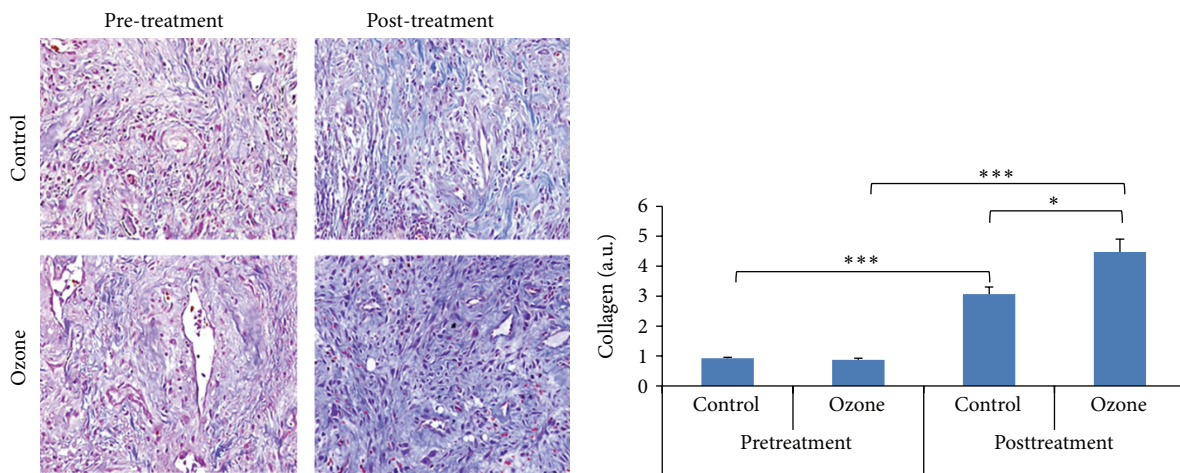 Pre-treatment
Post-treatment
Control
Ozone
Collagen (a.u.)
6
5
4
3
2
1
0
***
***
*
Control
Ozone
Control
Ozone
Pretreatment
Posttreatment